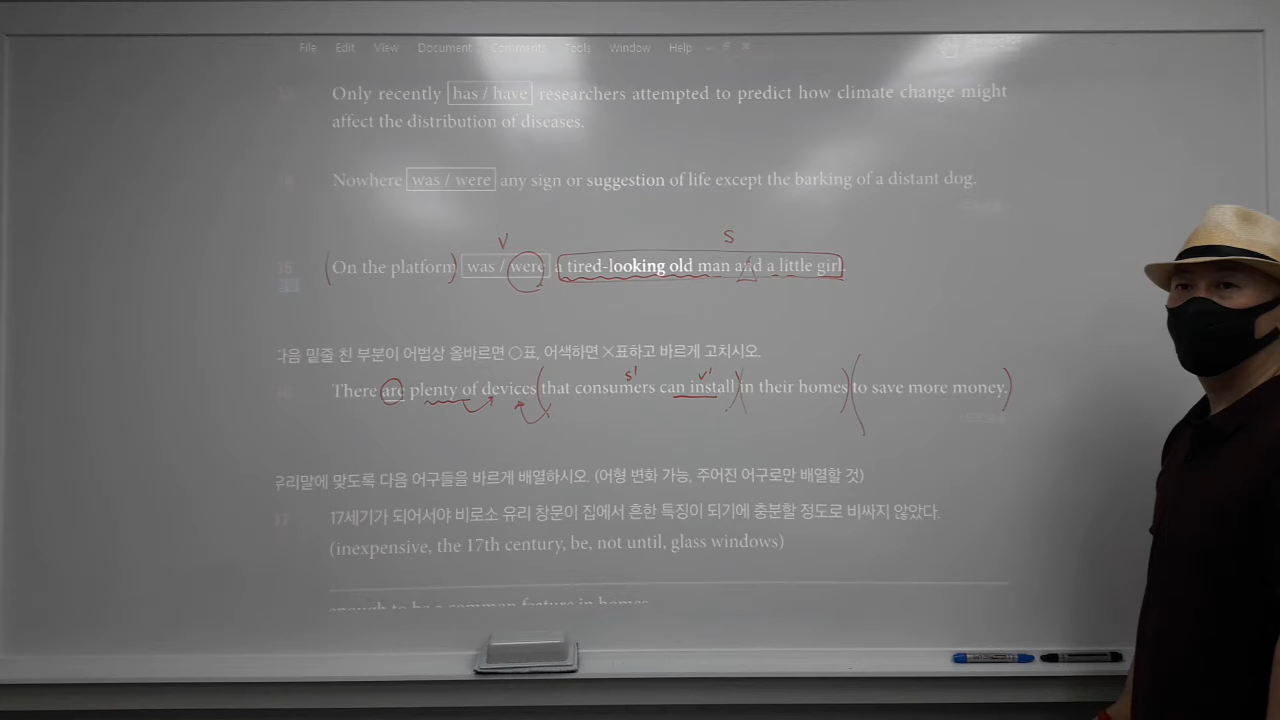 File Edit View Document Comments Tools Window Help
Only recently has / have researchers attempted to predict how climate change might
affect the distribution of diseases.
Nowhere was / were any sign or suggestion of life except the barking of a distant dog.
V S
(On the platform) was / were a tired-looking old man and a little girl.
다음 밑줄 친 부분이 어법상 올바르면 ○표, 어색하면 ×표하고 바르게 고치시오.
S' V'
There are plenty of devices (that consumers can install) (in their homes) (to save more money.)
우리말에 맞도록 다음 어구들을 바르게 배열하시오. (어형 변화 가능, 주어진 어구로만 배열할 것)
17세기가 되어서야 비로소 유리 창문이 집에서 흔한 특징이 되기에 충분할 정도로 비싸지 않았다.
(inexpensive, the 17th century, be, not until, glass windows)
enough to be a common feature in homes